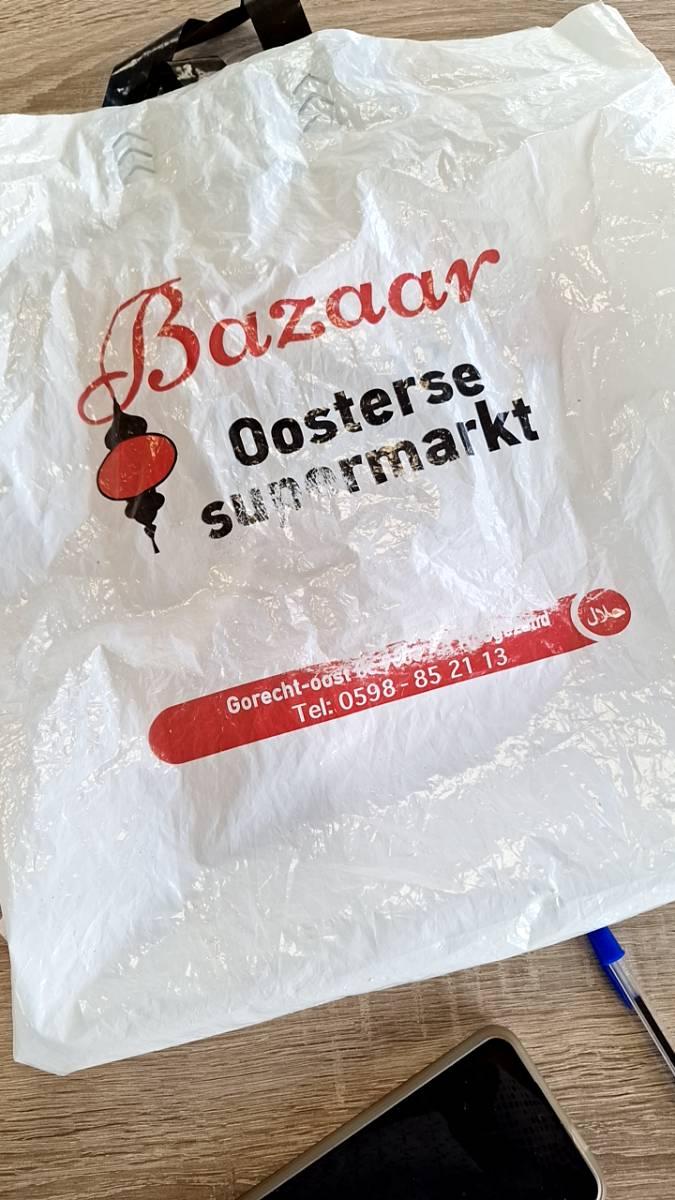 Bazaar
Oosterse
supermarkt
Gorecht-oost
Tel: 0598 - 85 21 13
حلال